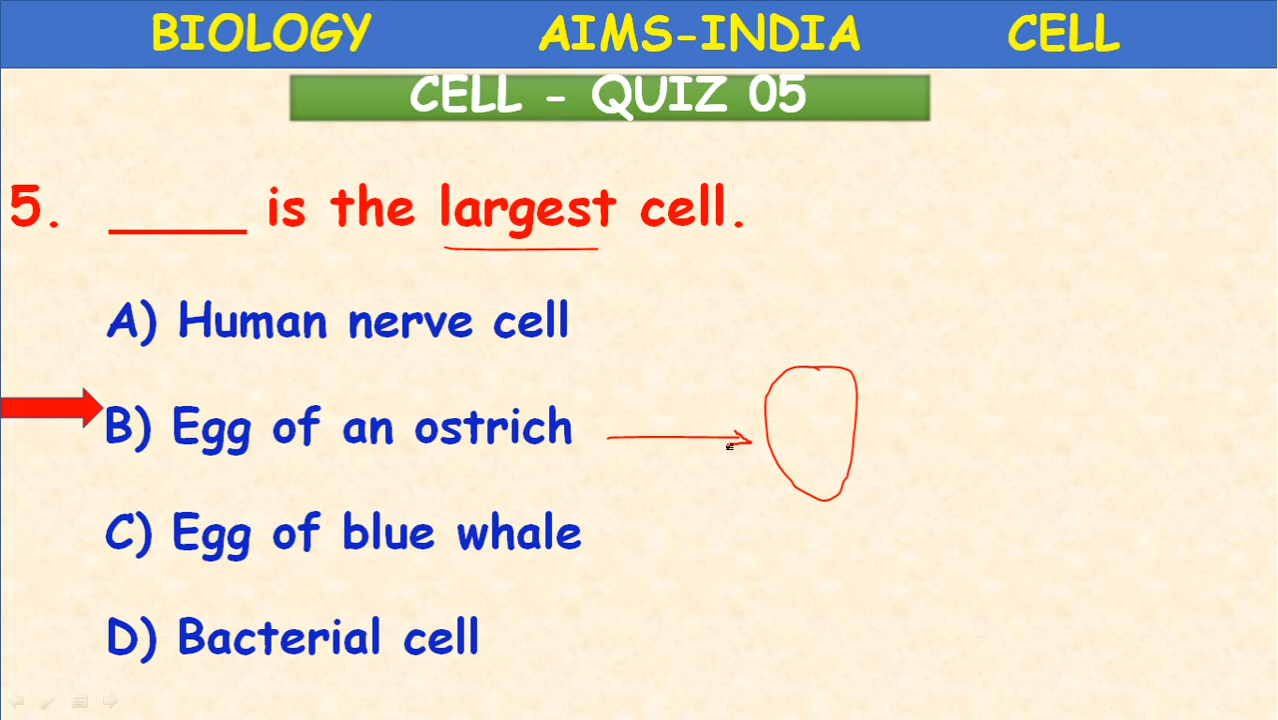 BIOLOGY AIMS-INDIA CELL
CELL - QUIZ 05
5. _____ is the largest cell.
A) Human nerve cell
B) Egg of an ostrich
C) Egg of blue whale
D) Bacterial cell